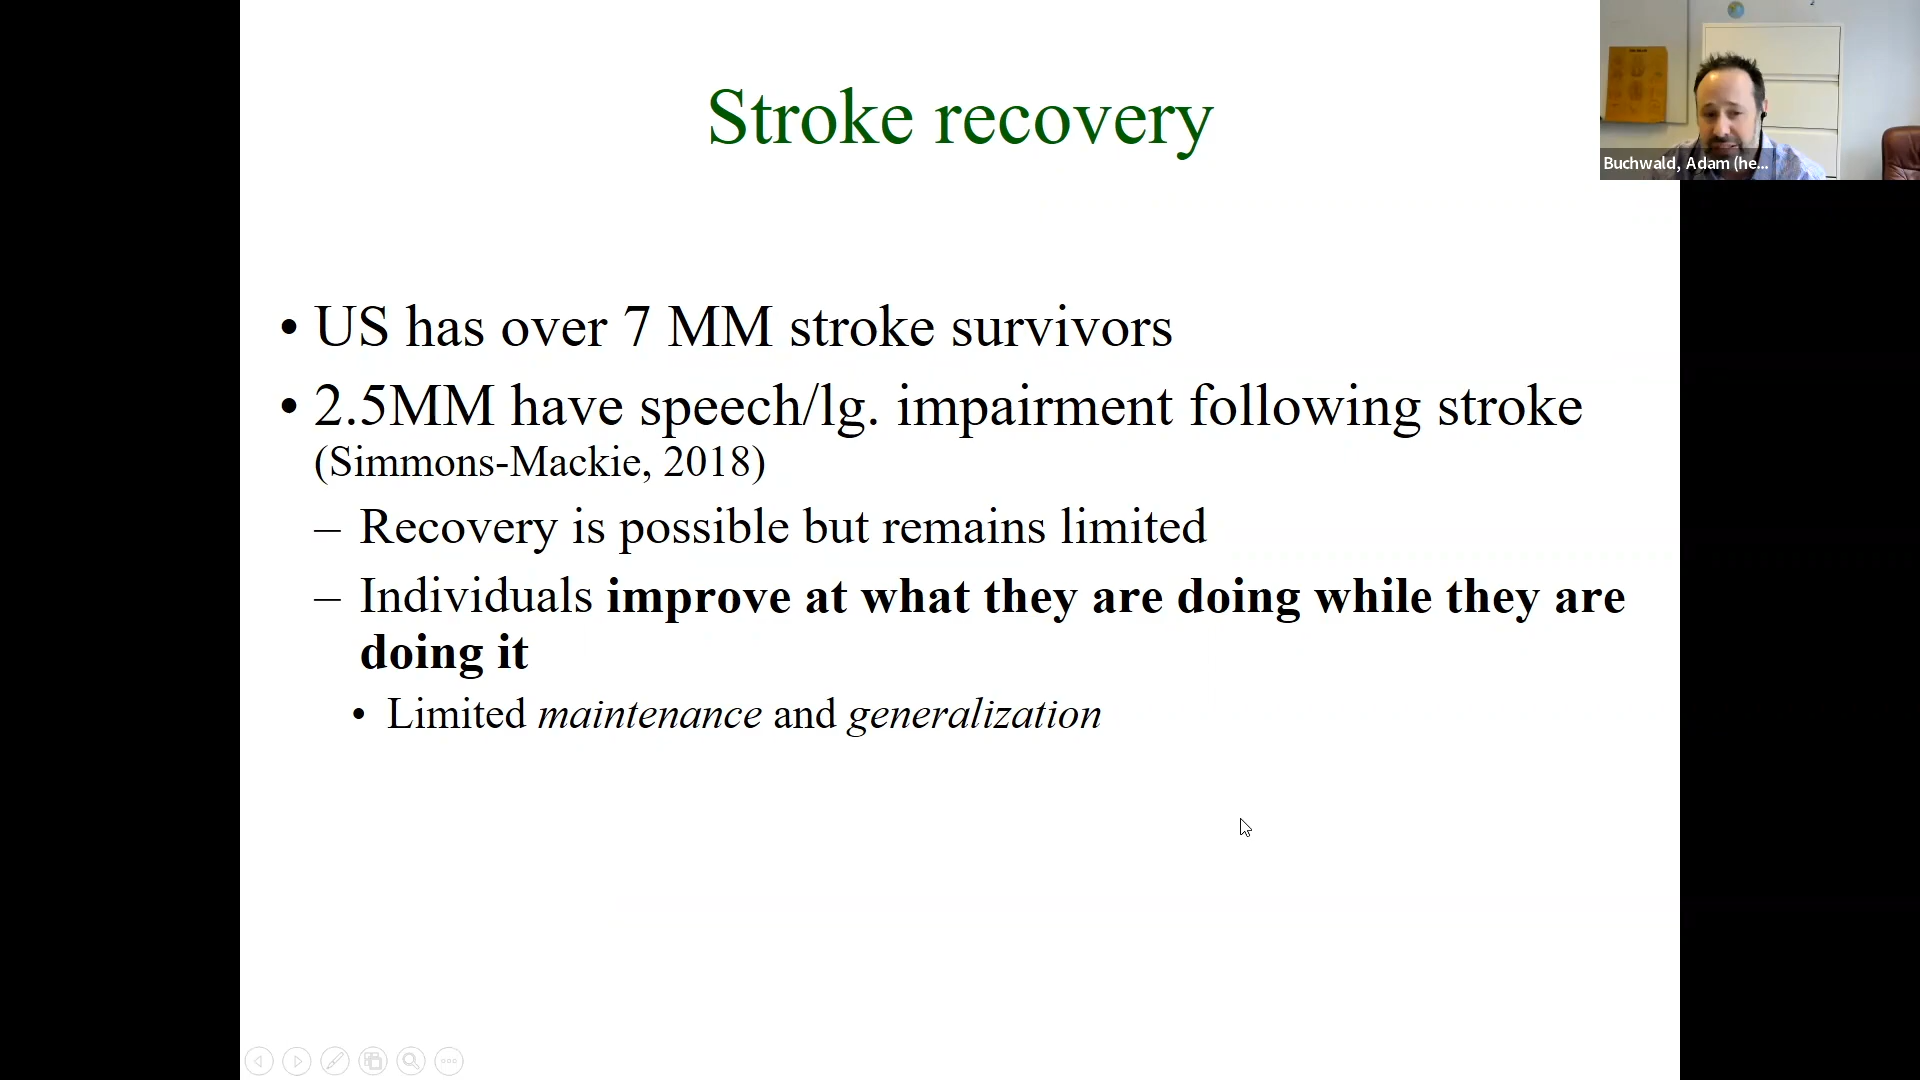 Stroke recovery
Buchwald, Adam (he...
• US has over 7 MM stroke survivors
• 2.5MM have speech/lg. impairment following stroke
(Simmons-Mackie, 2018)
– Recovery is possible but remains limited
– Individuals improve at what they are doing while they are
doing it
• Limited maintenance and generalization